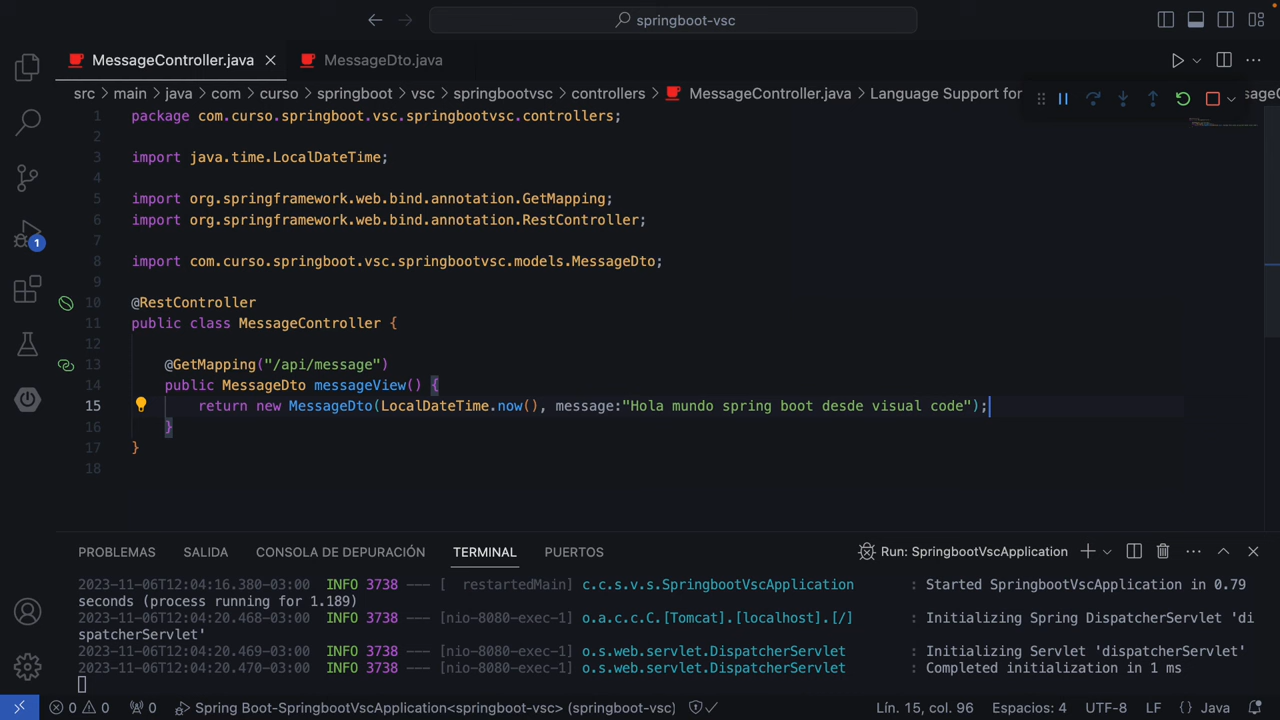 springboot-vsc
MessageController.java
MessageDto.java
src > main > java > com > curso > springboot > vsc > springbootvsc > controllers > MessageController.java > Language Support for
1 package com.curso.springboot.vsc.springbootvsc.controllers;
2
3 import java.time.LocalDateTime;
4
5 import org.springframework.web.bind.annotation.GetMapping;
6 import org.springframework.web.bind.annotation.RestController;
7
8 import com.curso.springboot.vsc.springbootvsc.models.MessageDto;
9
10 @RestController
11 public class MessageController {
12
13 @GetMapping("/api/message")
14 public MessageDto messageView() {
15 return new MessageDto(LocalDateTime.now(), message:"Hola mundo spring boot desde visual code");
16 }
17 }
18
1
PROBLEMAS SALIDA CONSOLA DE DEPURACIÓN TERMINAL PUERTOS Run: SpringbootVscApplication
2023-11-06T12:04:16.380-03:00 INFO 3738 --- [ restartedMain] c.c.s.v.s.SpringbootVscApplication : Started SpringbootVscApplication in 0.79
seconds (process running for 1.189)
2023-11-06T12:04:20.468-03:00 INFO 3738 --- [nio-8080-exec-1] o.a.c.c.C.[Tomcat].[localhost].[/] : Initializing Spring DispatcherServlet 'di
spatcherServlet'
2023-11-06T12:04:20.469-03:00 INFO 3738 --- [nio-8080-exec-1] o.s.web.servlet.DispatcherServlet : Initializing Servlet 'dispatcherServlet'
2023-11-06T12:04:20.470-03:00 INFO 3738 --- [nio-8080-exec-1] o.s.web.servlet.DispatcherServlet : Completed initialization in 1 ms
0 0 0 Spring Boot-SpringbootVscApplication<springboot-vsc> (springboot-vsc) Lín. 15, col. 96 Espacios: 4 UTF-8 LF {} Java